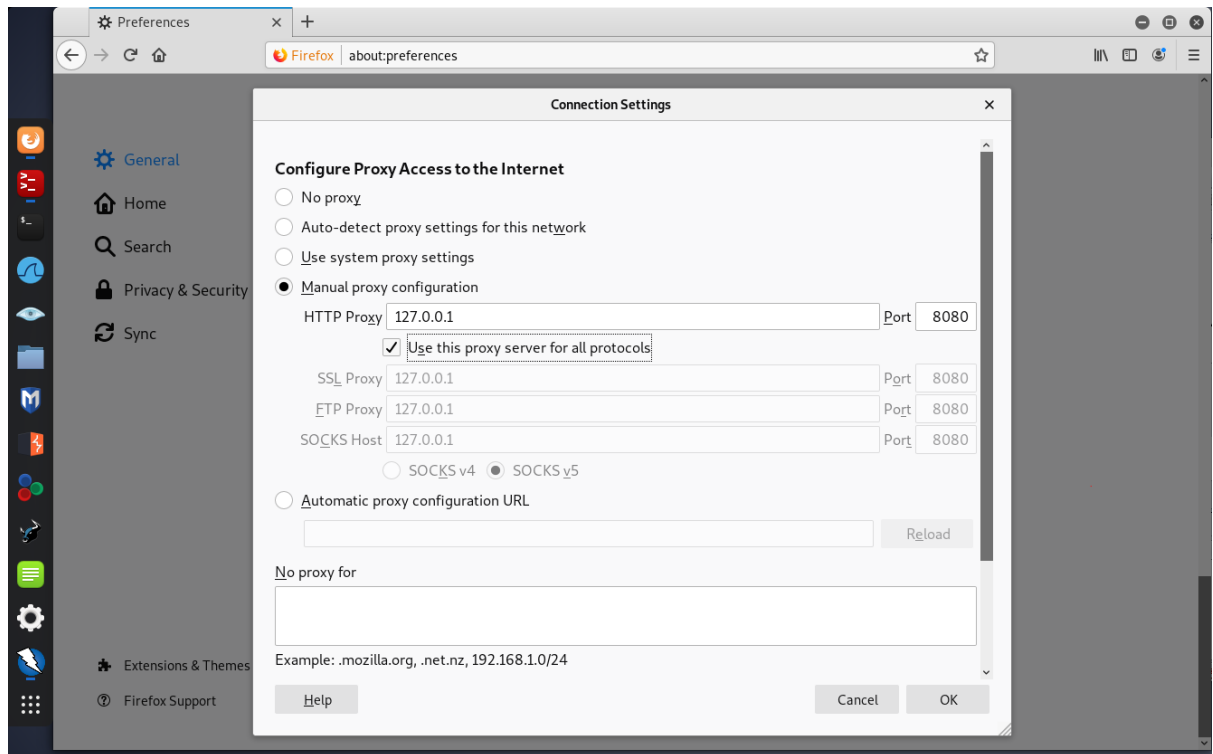 Preferences
Firefox about:preferences
Connection Settings
General
Home
Search
Privacy & Security
Sync
Extensions & Themes
Firefox Support
Configure Proxy Access to the Internet
No proxy
Auto-detect proxy settings for this network
Use system proxy settings
Manual proxy configuration
HTTP Proxy 127.0.0.1 Port 8080
Use this proxy server for all protocols
SSL Proxy 127.0.0.1 Port 8080
FTP Proxy 127.0.0.1 Port 8080
SOCKS Host 127.0.0.1 Port 8080
SOCKS v4 SOCKS v5
Automatic proxy configuration URL
Reload
No proxy for
Example: .mozilla.org, .net.nz, 192.168.1.0/24
Help Cancel OK